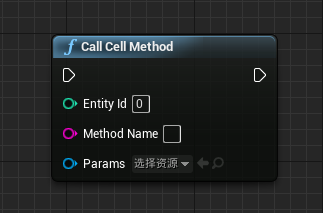 f Call Cell Method
Entity Id 0
Method Name
Params 选择资源